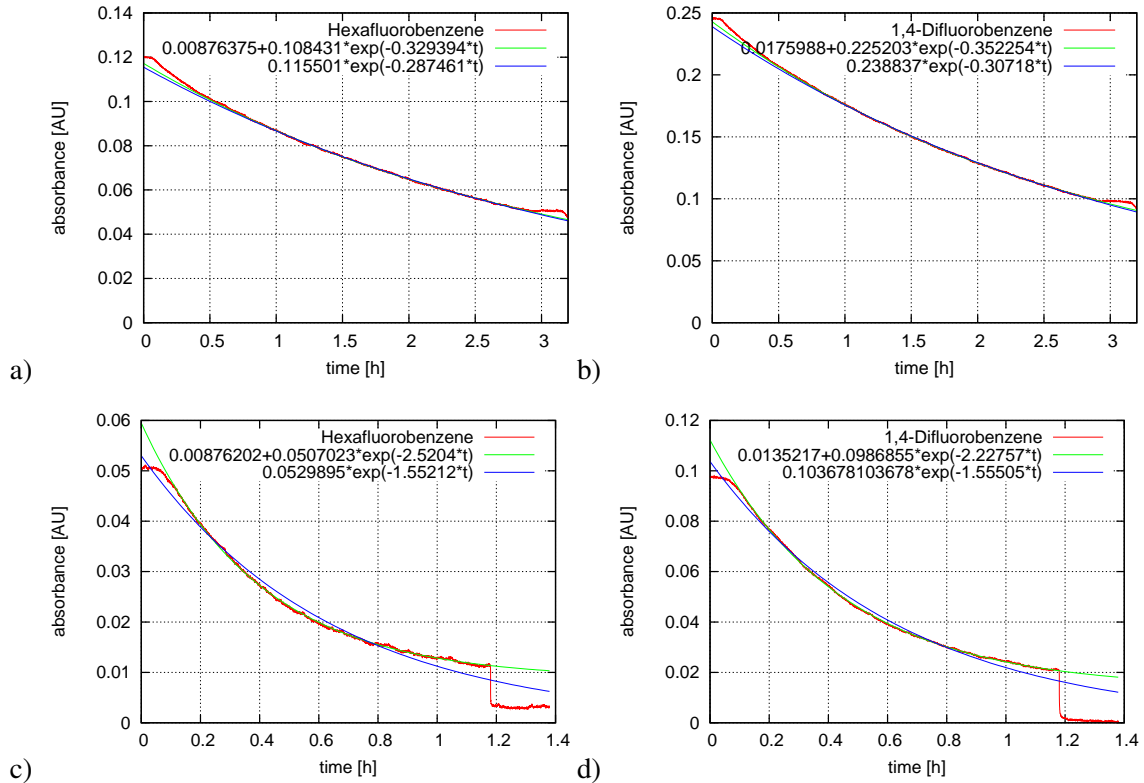 absorbance [AU]
0.14
0.12
0.1
0.08
0.06
0.04
0.02
0
0 0.5 1 1.5 2 2.5 3
time [h]
Hexafluorobenzene
0.00876375+0.108431*exp(-0.329394*t)
0.115501*exp(-0.287461*t)
a)
absorbance [AU]
0.25
0.2
0.15
0.1
0.05
0
0 0.5 1 1.5 2 2.5 3
time [h]
1,4-Difluorobenzene
0.0175988+0.225203*exp(-0.352254*t)
0.238837*exp(-0.30718*t)
b)
absorbance [AU]
0.06
0.05
0.04
0.03
0.02
0.01
0
0 0.2 0.4 0.6 0.8 1 1.2 1.4
time [h]
Hexafluorobenzene
0.00876202+0.0507023*exp(-2.5204*t)
0.0529895*exp(-1.55212*t)
c)
absorbance [AU]
0.12
0.1
0.08
0.06
0.04
0.02
0
0 0.2 0.4 0.6 0.8 1 1.2 1.4
time [h]
1,4-Difluorobenzene
0.0135217+0.0986855*exp(-2.22757*t)
0.103678103678*exp(-1.55505*t)
d)